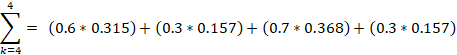 4
∑ = (0.6 * 0.315) + (0.3 * 0.157) + (0.7 * 0.368) + (0.3 * 0.157)
k=4